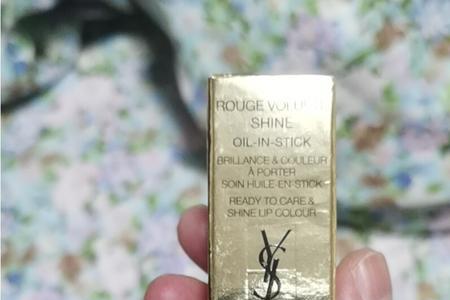 ROUGE VOLUPTÉ
SHINE
OIL-IN-STICK
BRILLANCE & COULEUR
À PORTER
SOIN HUILE-EN-STICK
READY TO CARE &
SHINE LIP COLOUR
YSL